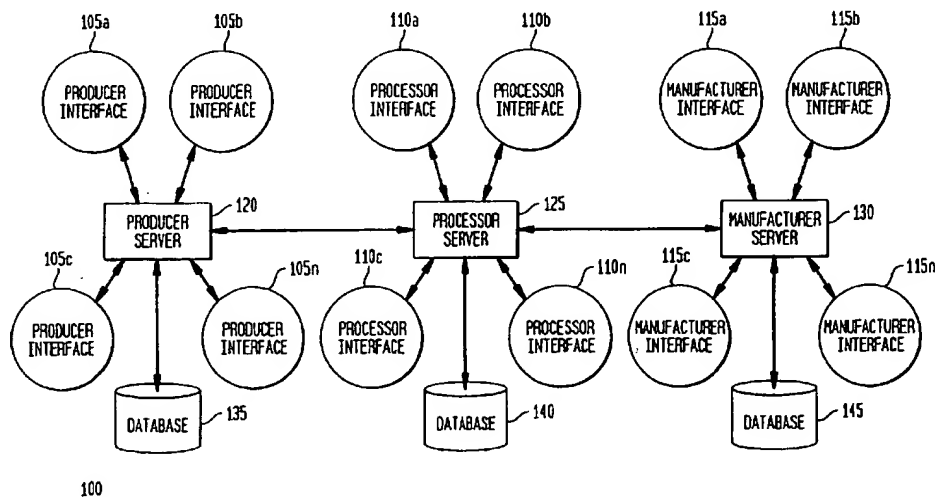 105a
105b
110a
110b
115a
115b
PRODUCER
INTERFACE
PRODUCER
INTERFACE
PROCESSOR
INTERFACE
PROCESSOR
INTERFACE
MANUFACTURER
INTERFACE
MANUFACTURER
INTERFACE
PRODUCER
SERVER
120
PROCESSOR
SERVER
125
MANUFACTURER
SERVER
130
105c
105n
110c
110n
115c
115n
PRODUCER
INTERFACE
PRODUCER
INTERFACE
PROCESSOR
INTERFACE
PROCESSOR
INTERFACE
MANUFACTURER
INTERFACE
MANUFACTURER
INTERFACE
DATABASE
135
DATABASE
140
DATABASE
145
100